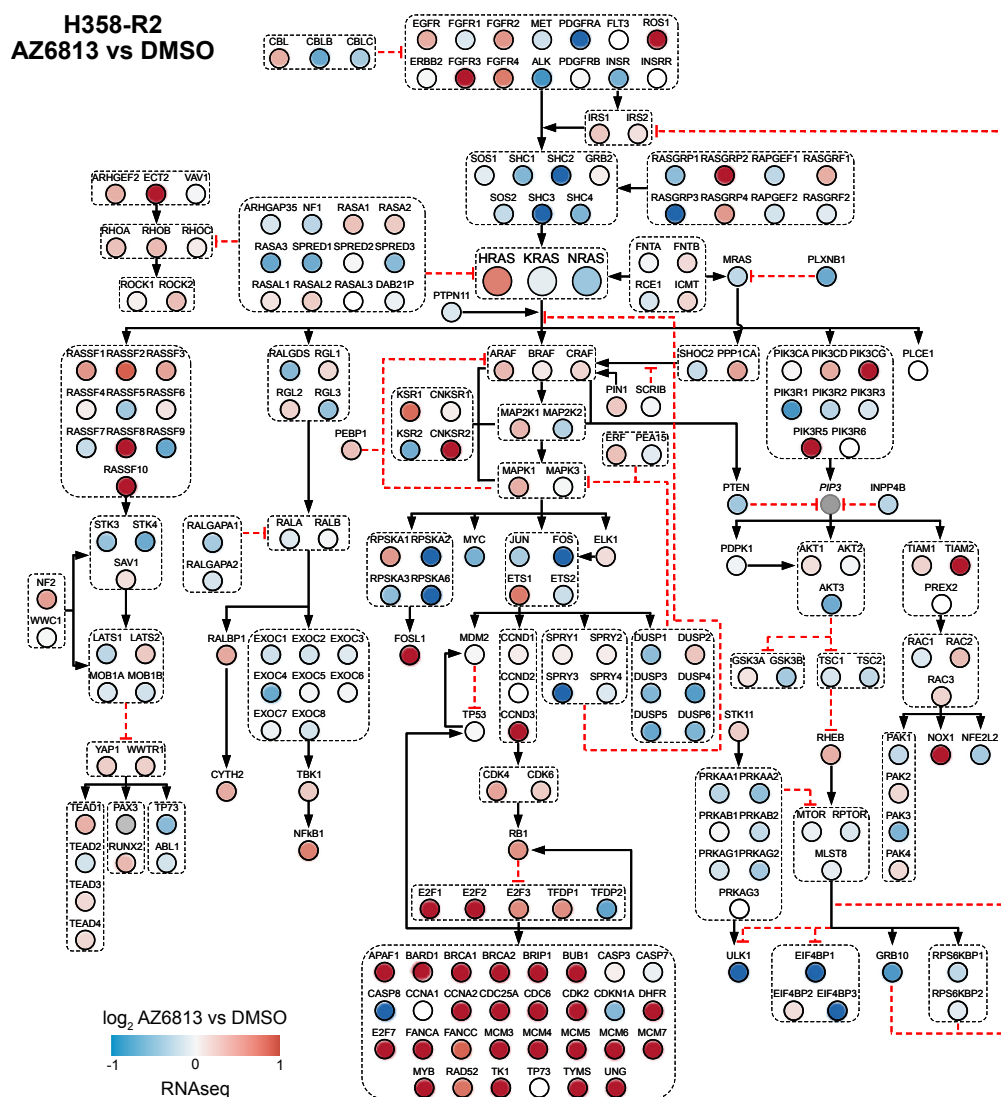 H358-R2
AZ6813 vs DMSO
CBL CBLB CBLC
EGFR FGFR1 FGFR2 MET PDGFRA FLT3 ROS1
ERBB2 FGFR3 FGFR4 ALK PDGFRB INSR INSRR
IRS1 IRS2
SOS1 SHC1 SHC2 GRB2
SOS2 SHC3 SHC4
RASGRP1 RASGRP2 RAPGEF1 RASGRF1
RASGRP3 RASGRP4 RAPGEF2 RASGRF2
ARHGEF2 ECT2 VAV1
RHOA RHOB RHOC
ROCK1 ROCK2
ARHGAP35 NF1 RASA1 RASA2
RASA3 SPRED1 SPRED2 SPRED3
RASAL1 RASAL2 RASAL3 DAB21P
HRAS KRAS NRAS
FNTA FNTB
RCE1 ICMT
MRAS PLXNB1
PTPN11
RASSF1 RASSF2 RASSF3
RASSF4 RASSF5 RASSF6
RASSF7 RASSF8 RASSF9
RASSF10
RALGDS RGL1
RGL2 RGL3
ARAF BRAF CRAF
SHOC2 PPP1CA
PIN1 SCRIB
PIK3CA PIK3CD PIK3CG
PIK3R1 PIK3R2 PIK3R3
PIK3R5 PIK3R6
PLCE1
KSR1 CNKSR1
KSR2 CNKSR2
PEBP1
MAP2K1 MAP2K2
ERF PEA15
MAPK1 MAPK3
PTEN PIP3 INPP4B
STK3 STK4
SAV1
RALGAPA1
RALGAPA2
RALA RALB
RPSKA1 RPSKA2
RPSKA3 RPSKA6
MYC
JUN FOS
ETS1 ETS2
ELK1
PDPK1
AKT1 AKT2
AKT3
TIAM1 TIAM2
PREX2
NF2
WWC1
LATS1 LATS2
MOB1A MOB1B
RALBP1
EXOC1 EXOC2 EXOC3
EXOC4 EXOC5 EXOC6
EXOC7 EXOC8
FOSL1
MDM2
TP53
CCND1
CCND2
CCND3
SPRY1 SPRY2
SPRY3 SPRY4
DUSP1 DUSP2
DUSP3 DUSP4
DUSP5 DUSP6
GSK3A GSK3B
TSC1 TSC2
RAC1 RAC2
RAC3
STK11
RHEB
PAK1
PAK2
PAK3
PAK4
NOX1 NFE2L2
YAP1 WWTR1
CYTH2
TBK1
NFkB1
CDK4 CDK6
RB1
PRKAA1 PRKAA2
PRKAB1 PRKAB2
PRKAG1 PRKAG2
PRKAG3
MTOR RPTOR
MLST8
TEAD1
TEAD2
TEAD3
TEAD4
PAX3
RUNX2
TP73
ABL1
E2F1 E2F2 E2F3 TFDP1 TFDP2
ULK1
EIF4BP1
EIF4BP2 EIF4BP3
GRB10
RPS6KBP1
RPS6KBP2
APAF1 BARD1 BRCA1 BRCA2 BRIP1 BUB1 CASP3 CASP7
CASP8 CCNA1 CCNA2 CDC25A CDC6 CDK2 CDKN1A DHFR
E2F7 FANCA FANCC MCM3 MCM4 MCM5 MCM6 MCM7
MYB RAD52 TK1 TP73 TYMS UNG
log2 AZ6813 vs DMSO
-1 0 1
RNAseq